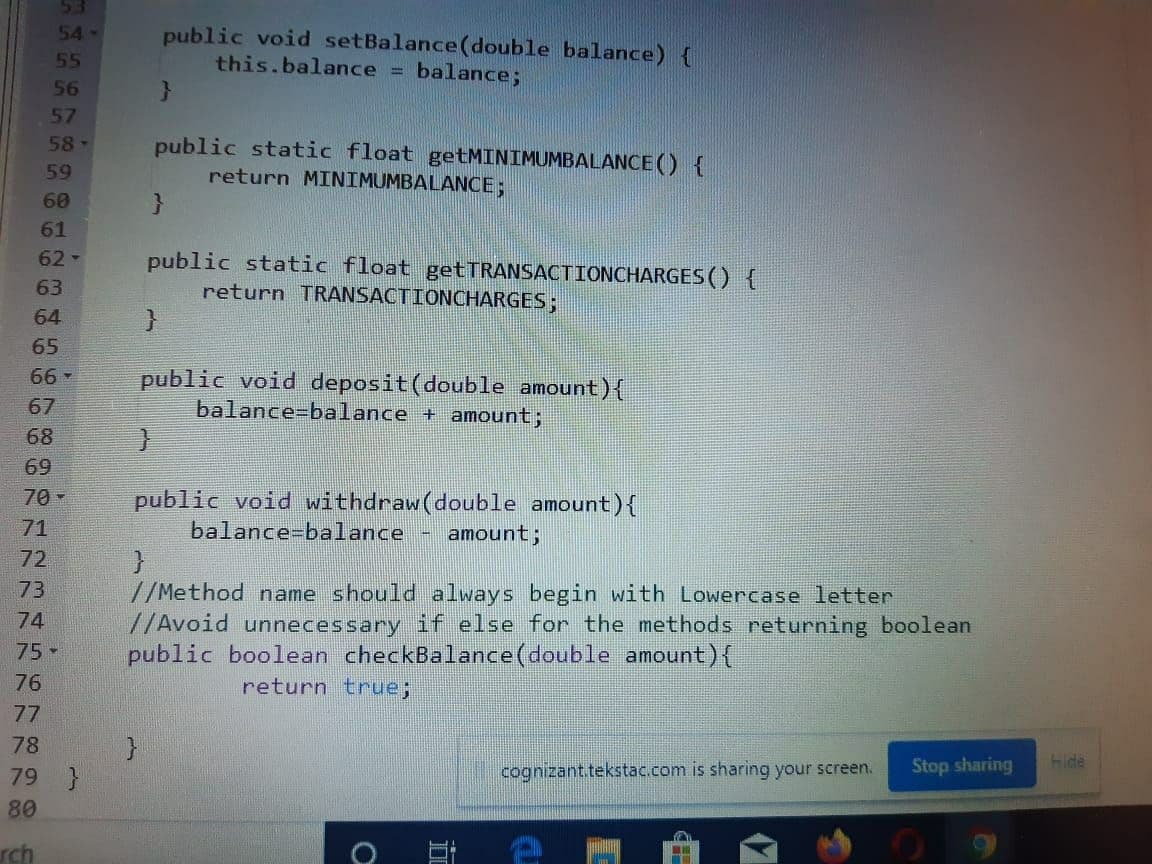 53
54 public void setBalance(double balance) {
55 this.balance = balance;
56 }
57
58 public static float getMINIMUMBALANCE() {
59 return MINIMUMBALANCE;
60 }
61
62 public static float getTRANSACTIONCHARGES() {
63 return TRANSACTIONCHARGES;
64 }
65
66 public void deposit(double amount){
67 balance=balance + amount;
68 }
69
70 public void withdraw(double amount){
71 balance=balance - amount;
72 }
73 //Method name should always begin with Lowercase letter
74 //Avoid unnecessary if else for the methods returning boolean
75 public boolean checkBalance(double amount){
76 return true;
77
78 }
79 }
80
cognizant.tekstac.com is sharing your screen. Stop sharing Hide
rch